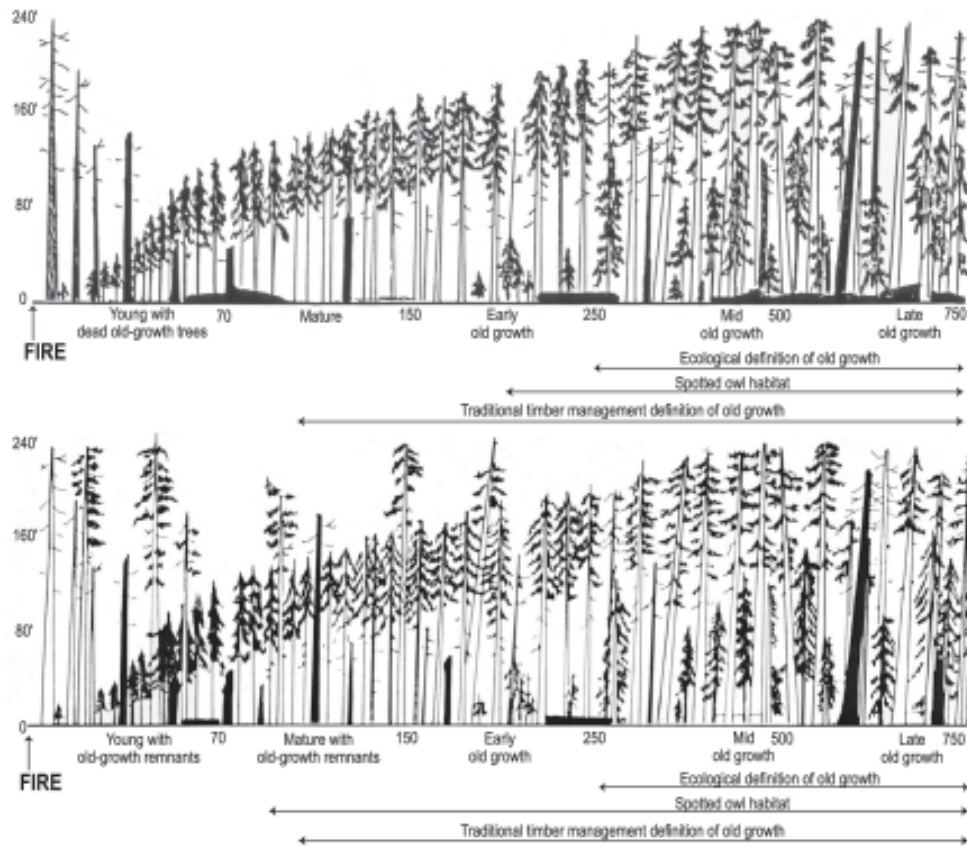 240'
160'
80'
0
Young with 70 Mature 150 Early 250 Mid 500 Late 750
dead old-growth trees old growth old growth old growth
FIRE
Ecological definition of old growth
Spotted owl habitat
Traditional timber management definition of old growth
240'
160'
80'
0
Young with 70 Mature with 150 Early 250 Mid 500 Late 750
old-growth remnants old-growth remnants old growth old growth old growth
FIRE
Ecological definition of old growth
Spotted owl habitat
Traditional timber management definition of old growth